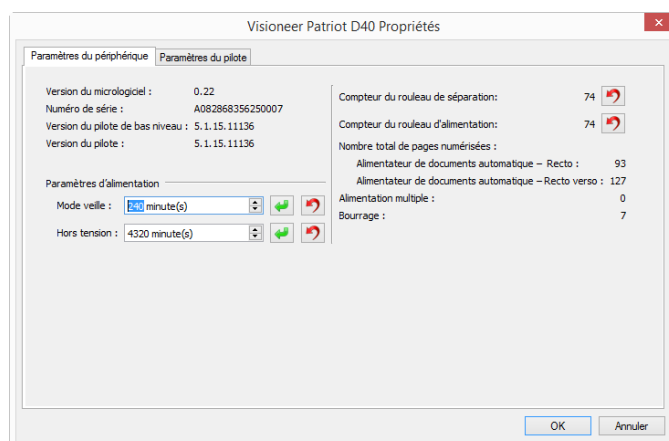 Visioneer Patriot D40 Propriétés
Paramètres du périphérique Paramètres du pilote
Version du micrologiciel : 0.22
Numéro de série : A082868356250007
Version du pilote de bas niveau : 5.1.15.11136
Version du pilote : 5.1.15.11136
Paramètres d'alimentation
Mode veille : 240 minute(s)
Hors tension : 4320 minute(s)
Compteur du rouleau de séparation: 74
Compteur du rouleau d'alimentation: 74
Nombre total de pages numérisées :
Alimentateur de documents automatique – Recto : 93
Alimentateur de documents automatique – Recto verso : 127
Alimentation multiple : 0
Bourrage : 7
OK Annuler